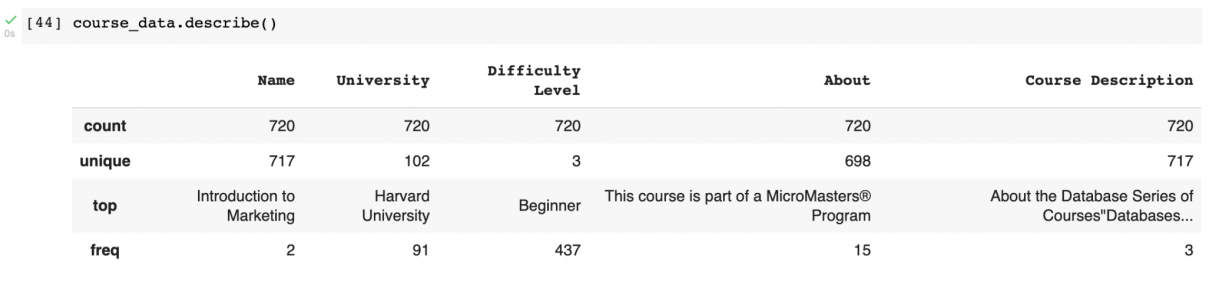 [44] course_data.describe()
0s
Name University Difficulty Level About Course Description
count 720 720 720 720 720
unique 717 102 3 698 717
top Introduction to Marketing Harvard University Beginner This course is part of a MicroMasters® Program About the Database Series of Courses"Databases...
freq 2 91 437 15 3